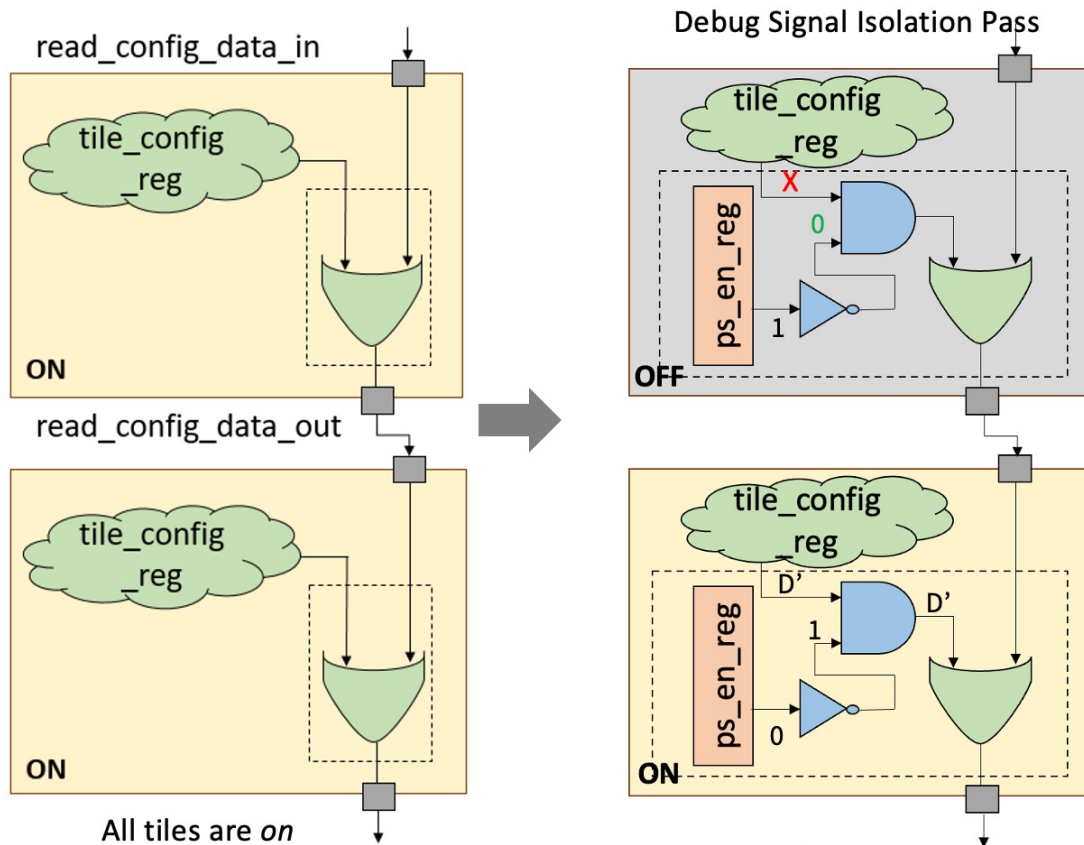 read_config_data_in
tile_config
_reg
ON
read_config_data_out
tile_config
_reg
ON
All tiles are on
Debug Signal Isolation Pass
tile_config
_reg
X
0
ps_en_reg
1
OFF
tile_config
_reg
D’
D’
1
ps_en_reg
0
ON